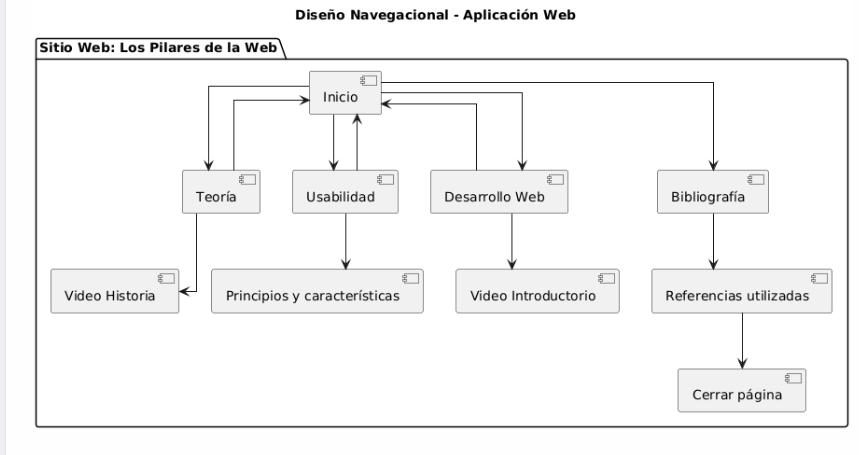 Diseño Navegacional - Aplicación Web
Sitio Web: Los Pilares de la Web
Inicio
Teoría
Usabilidad
Desarrollo Web
Bibliografía
Video Historia
Principios y características
Video Introductorio
Referencias utilizadas
Cerrar página